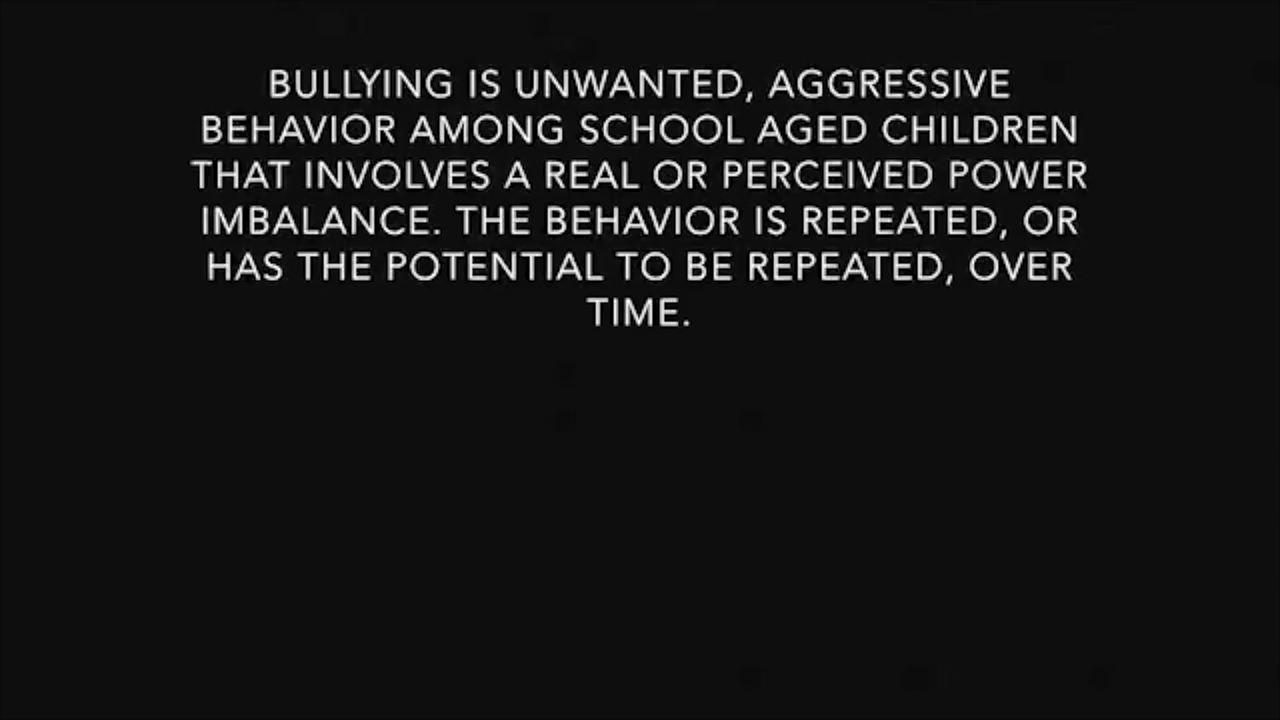 BULLYING IS UNWANTED, AGGRESSIVE
BEHAVIOR AMONG SCHOOL AGED CHILDREN
THAT INVOLVES A REAL OR PERCEIVED POWER
IMBALANCE. THE BEHAVIOR IS REPEATED, OR
HAS THE POTENTIAL TO BE REPEATED, OVER
TIME.